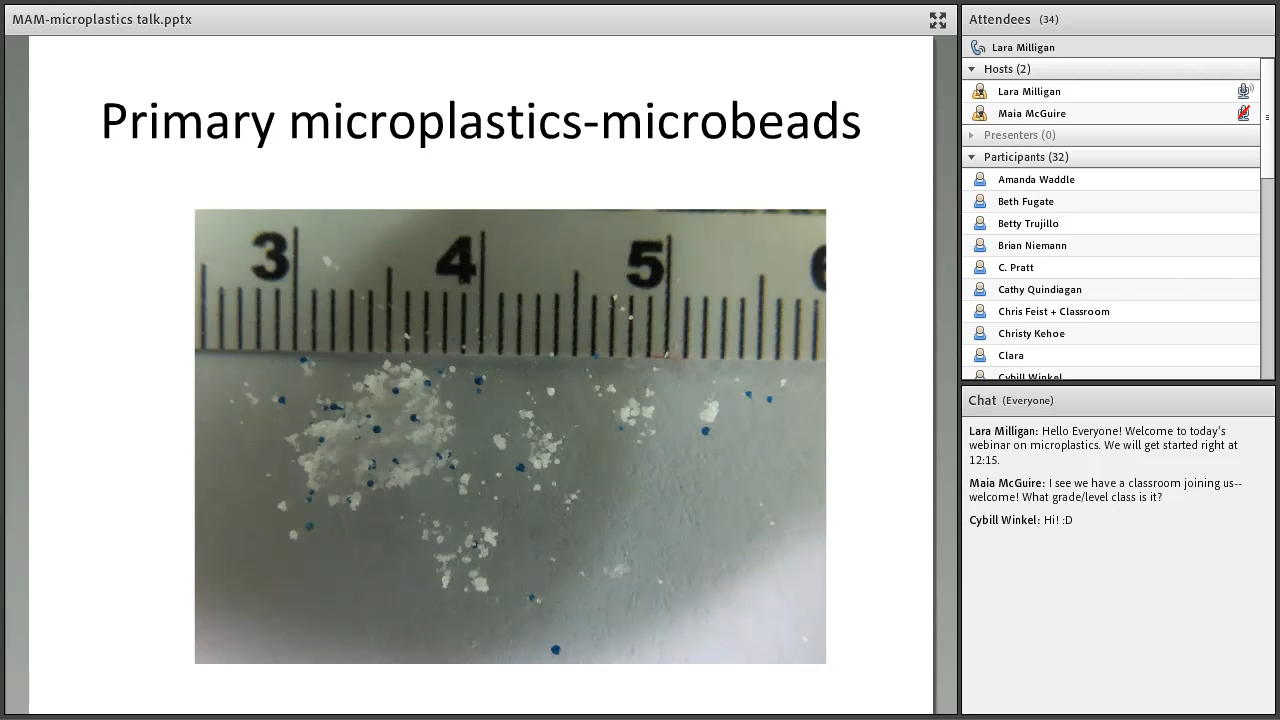 MAM-microplastics talk.pptx
Primary microplastics-microbeads
3 4 5 6
Attendees (34)
Lara Milligan
Hosts (2)
Lara Milligan
Maia McGuire
Presenters (0)
Participants (32)
Amanda Waddle
Beth Fugate
Betty Trujillo
Brian Niemann
C. Pratt
Cathy Quindiagan
Chris Feist + Classroom
Christy Kehoe
Clara
Cybill Winkel
Chat (Everyone)
Lara Milligan: Hello Everyone! Welcome to today's
webinar on microplastics. We will get started right at
12:15.
Maia McGuire: I see we have a classroom joining us--
welcome! What grade/level class is it?
Cybill Winkel: Hi! :D